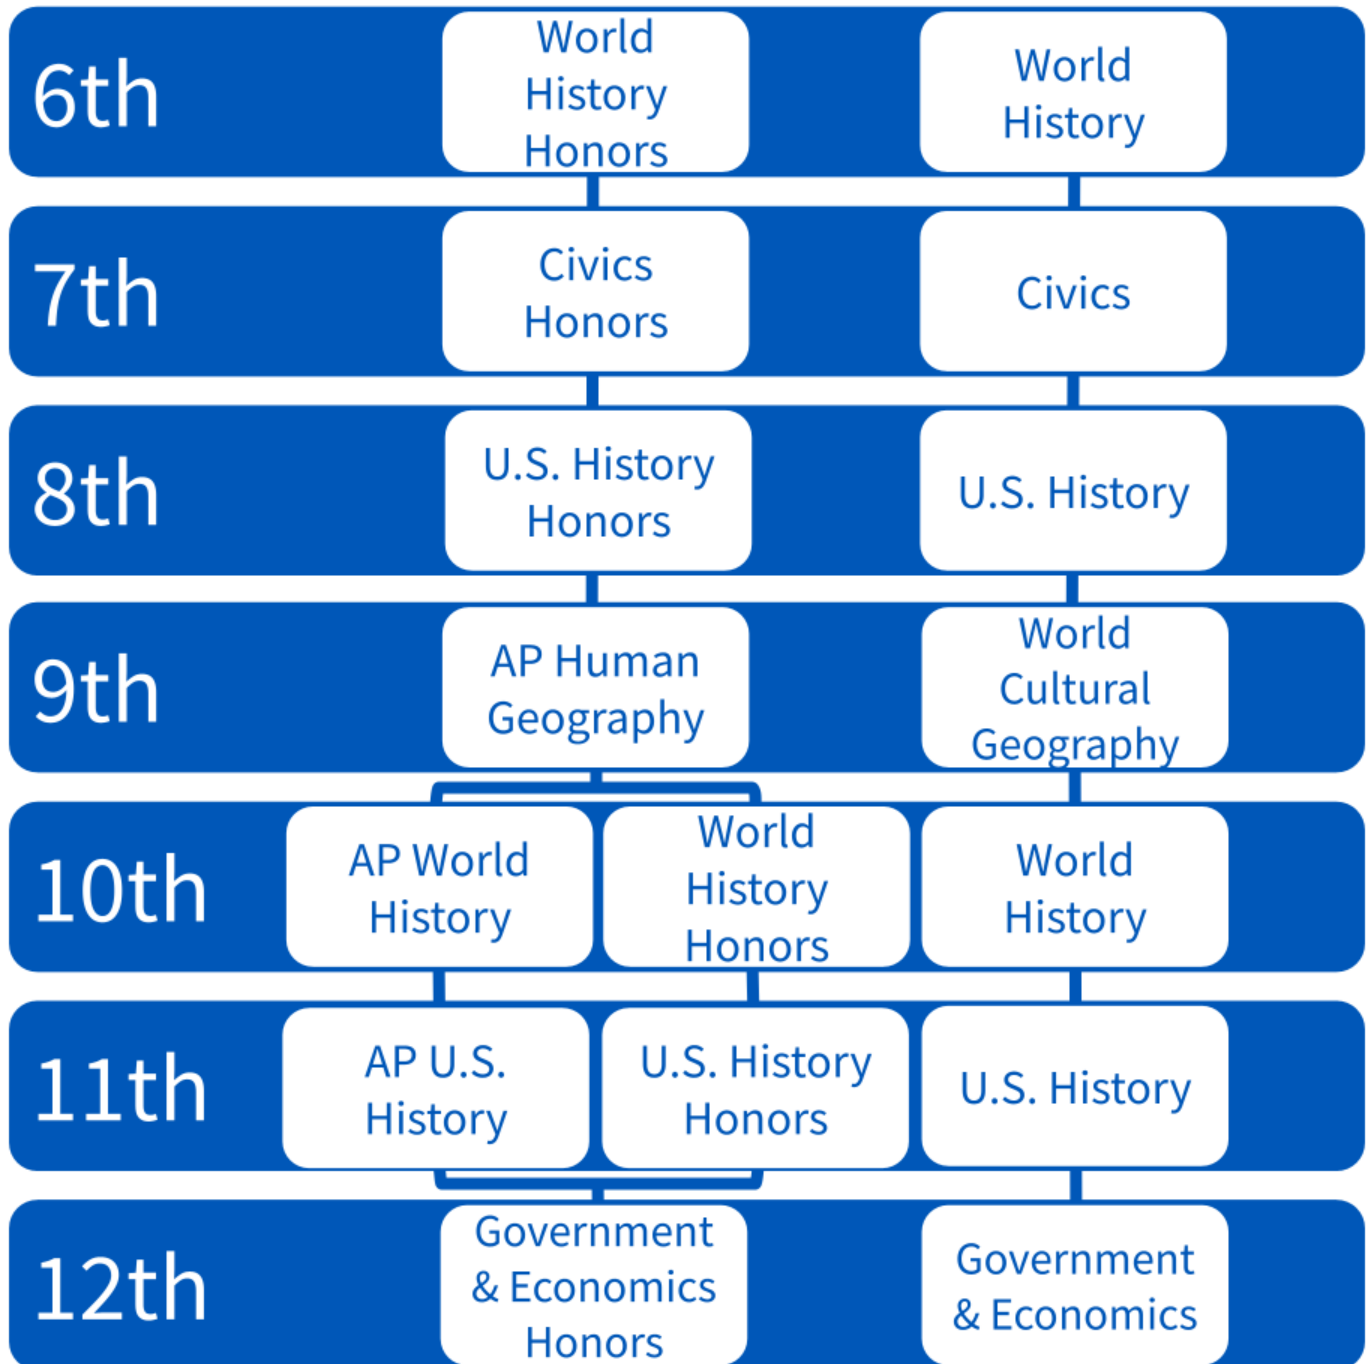 6th
World
History
Honors
World
History
7th
Civics
Honors
Civics
8th
U.S. History
Honors
U.S. History
9th
AP Human
Geography
World
Cultural
Geography
10th
AP World
History
World
History
Honors
World
History
11th
AP U.S.
History
U.S. History
Honors
U.S. History
12th
Government
& Economics
Honors
Government
& Economics